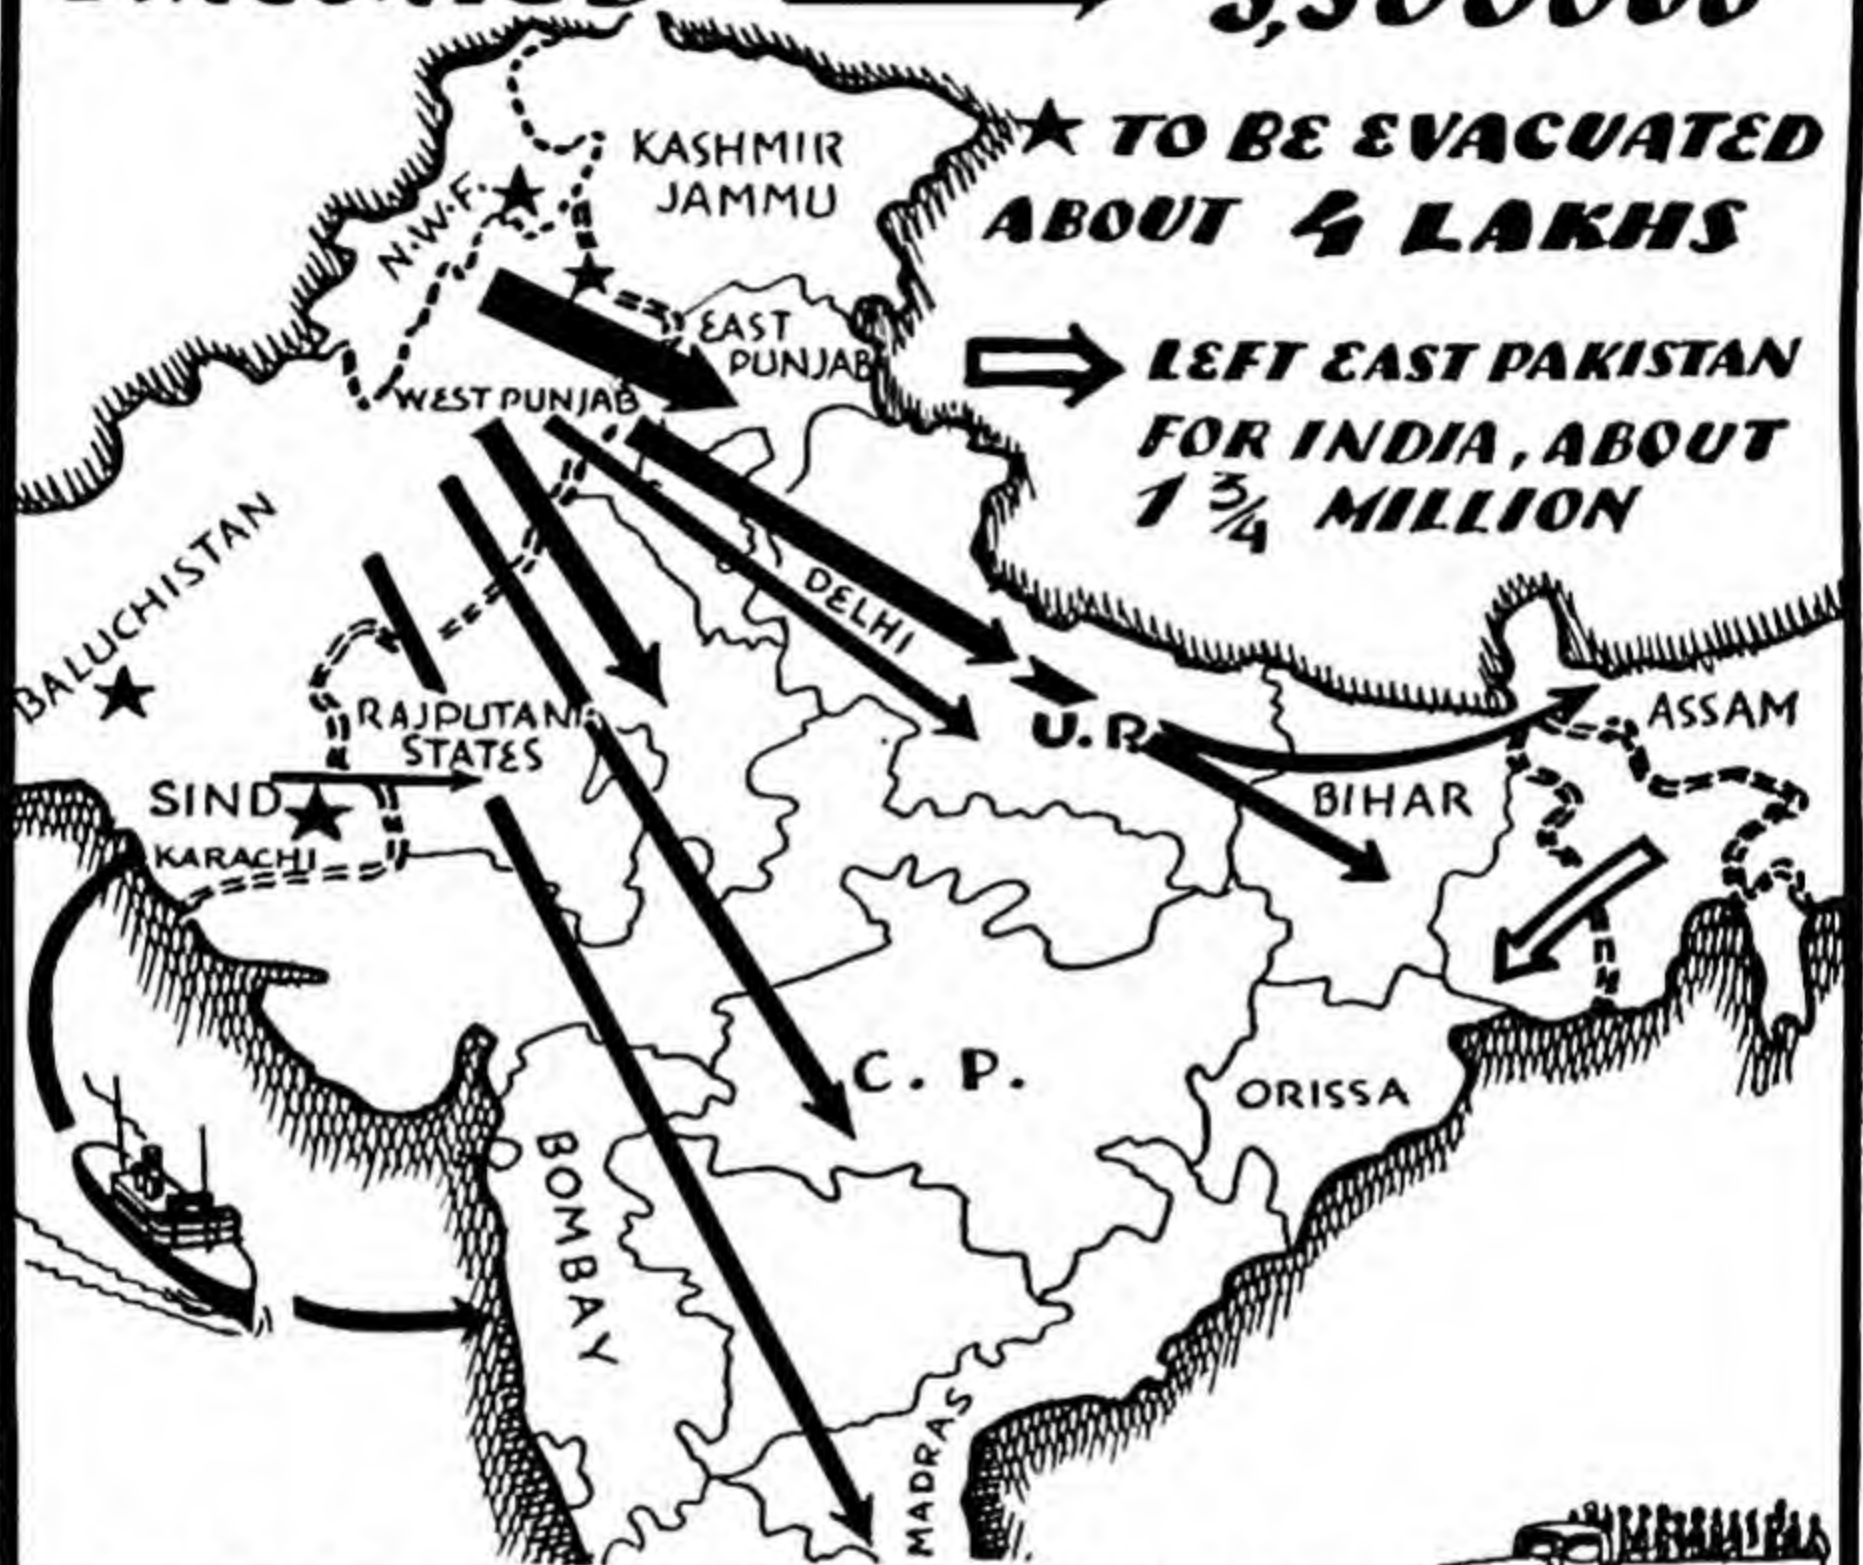 ★ TO BE EVACUATED
ABOUT 4 LAKHS
LEFT EAST PAKISTAN
FOR INDIA, ABOUT
1 3/4 MILLION
KASHMIR
JAMMU
N.W.F.
EAST
PUNJAB
WEST PUNJAB
BALUCHISTAN
DELHI
RAJPUTANA
STATES
U.P.
ASSAM
SIND
BIHAR
KARACHI
C. P.
ORISSA
BOMBAY
MADRAS